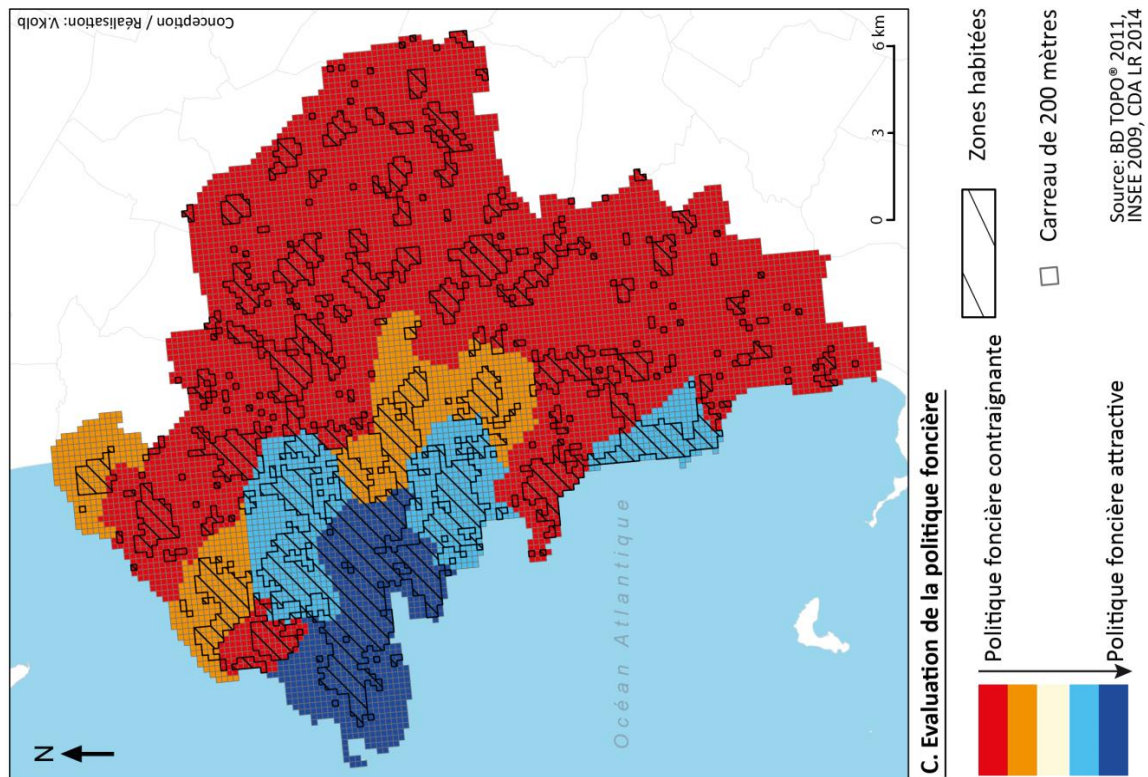 Conception / Réalisation: V.Kolb
N
Océan Atlantique
0
3
6 km
C. Evaluation de la politique foncière
Politique foncière contraignante
Politique foncière attractive
Zones habitées
Carreau de 200 mètres
Source: BD TOPO® 2011,
INSEE 2009, CDA LR 2014